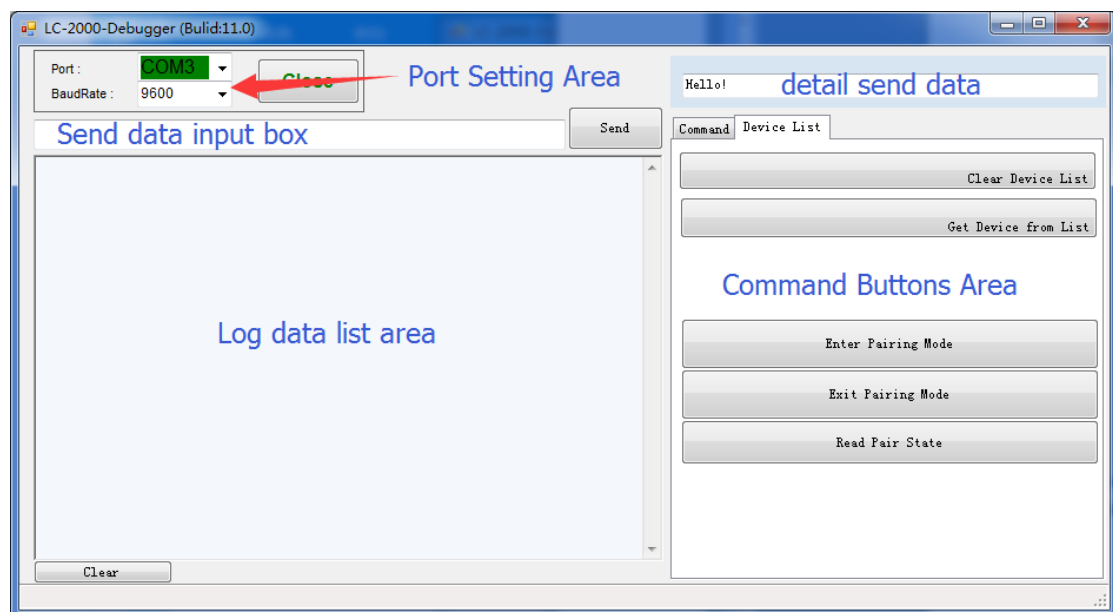 LC-2000-Debugger (Bulid:11.0)
Port :
COM3
BaudRate :
9600
Close
Port Setting Area
Hello!
detail send data
Send data input box
Send
Command
Device List
Clear Device List
Get Device from List
Command Buttons Area
Log data list area
Enter Pairing Mode
Exit Pairing Mode
Read Pair State
Clear